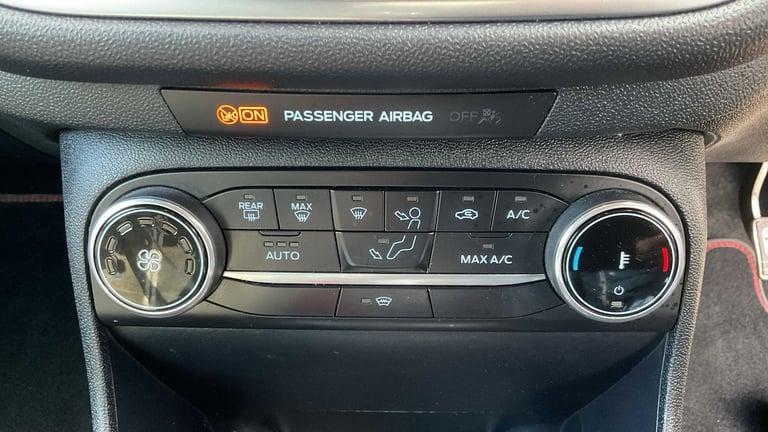 ON PASSENGER AIRBAG OFF
REAR MAX A/C
AUTO MAX A/C